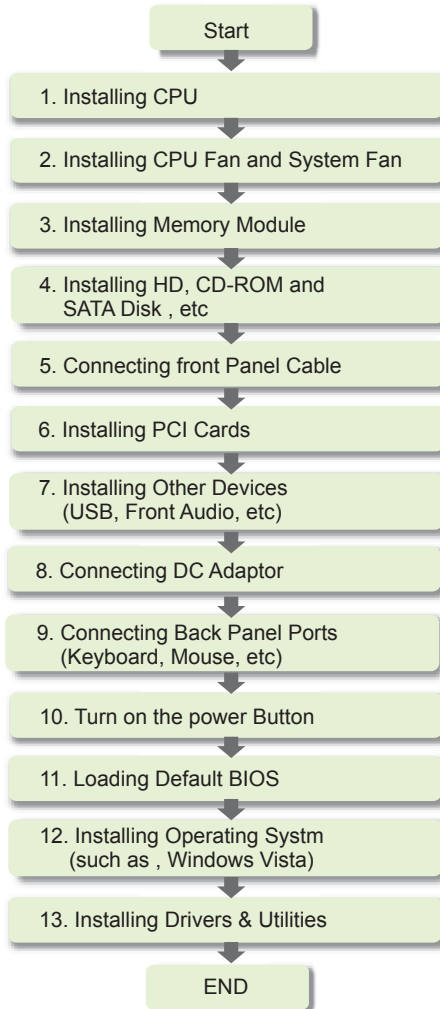 Start
1. Installing CPU
2. Installing CPU Fan and System Fan
3. Installing Memory Module
4. Installing HD, CD-ROM and
SATA Disk , etc
5. Connecting front Panel Cable
6. Installing PCI Cards
7. Installing Other Devices
(USB, Front Audio, etc)
8. Connecting DC Adaptor
9. Connecting Back Panel Ports
(Keyboard, Mouse, etc)
10. Turn on the power Button
11. Loading Default BIOS
12. Installing Operating Systm
(such as , Windows Vista)
13. Installing Drivers & Utilities
END